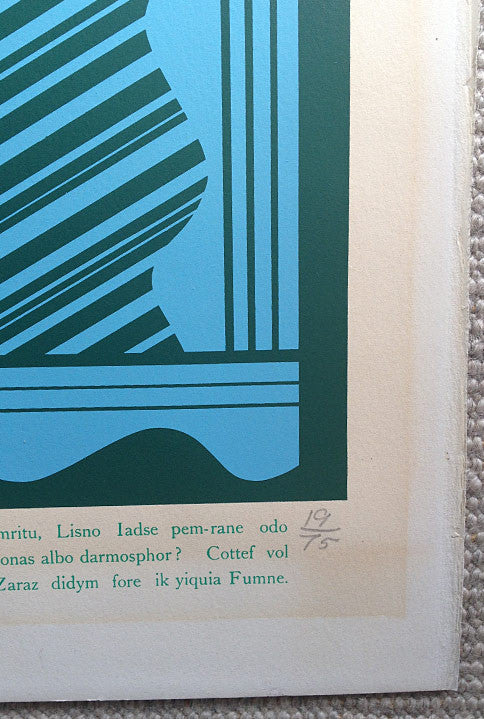 mritu, Lisno Iadse pem-rane odo
onas albo darmosphor? Cottef vol
Zaraz didym fore ik yiquia Fumne.
19/75